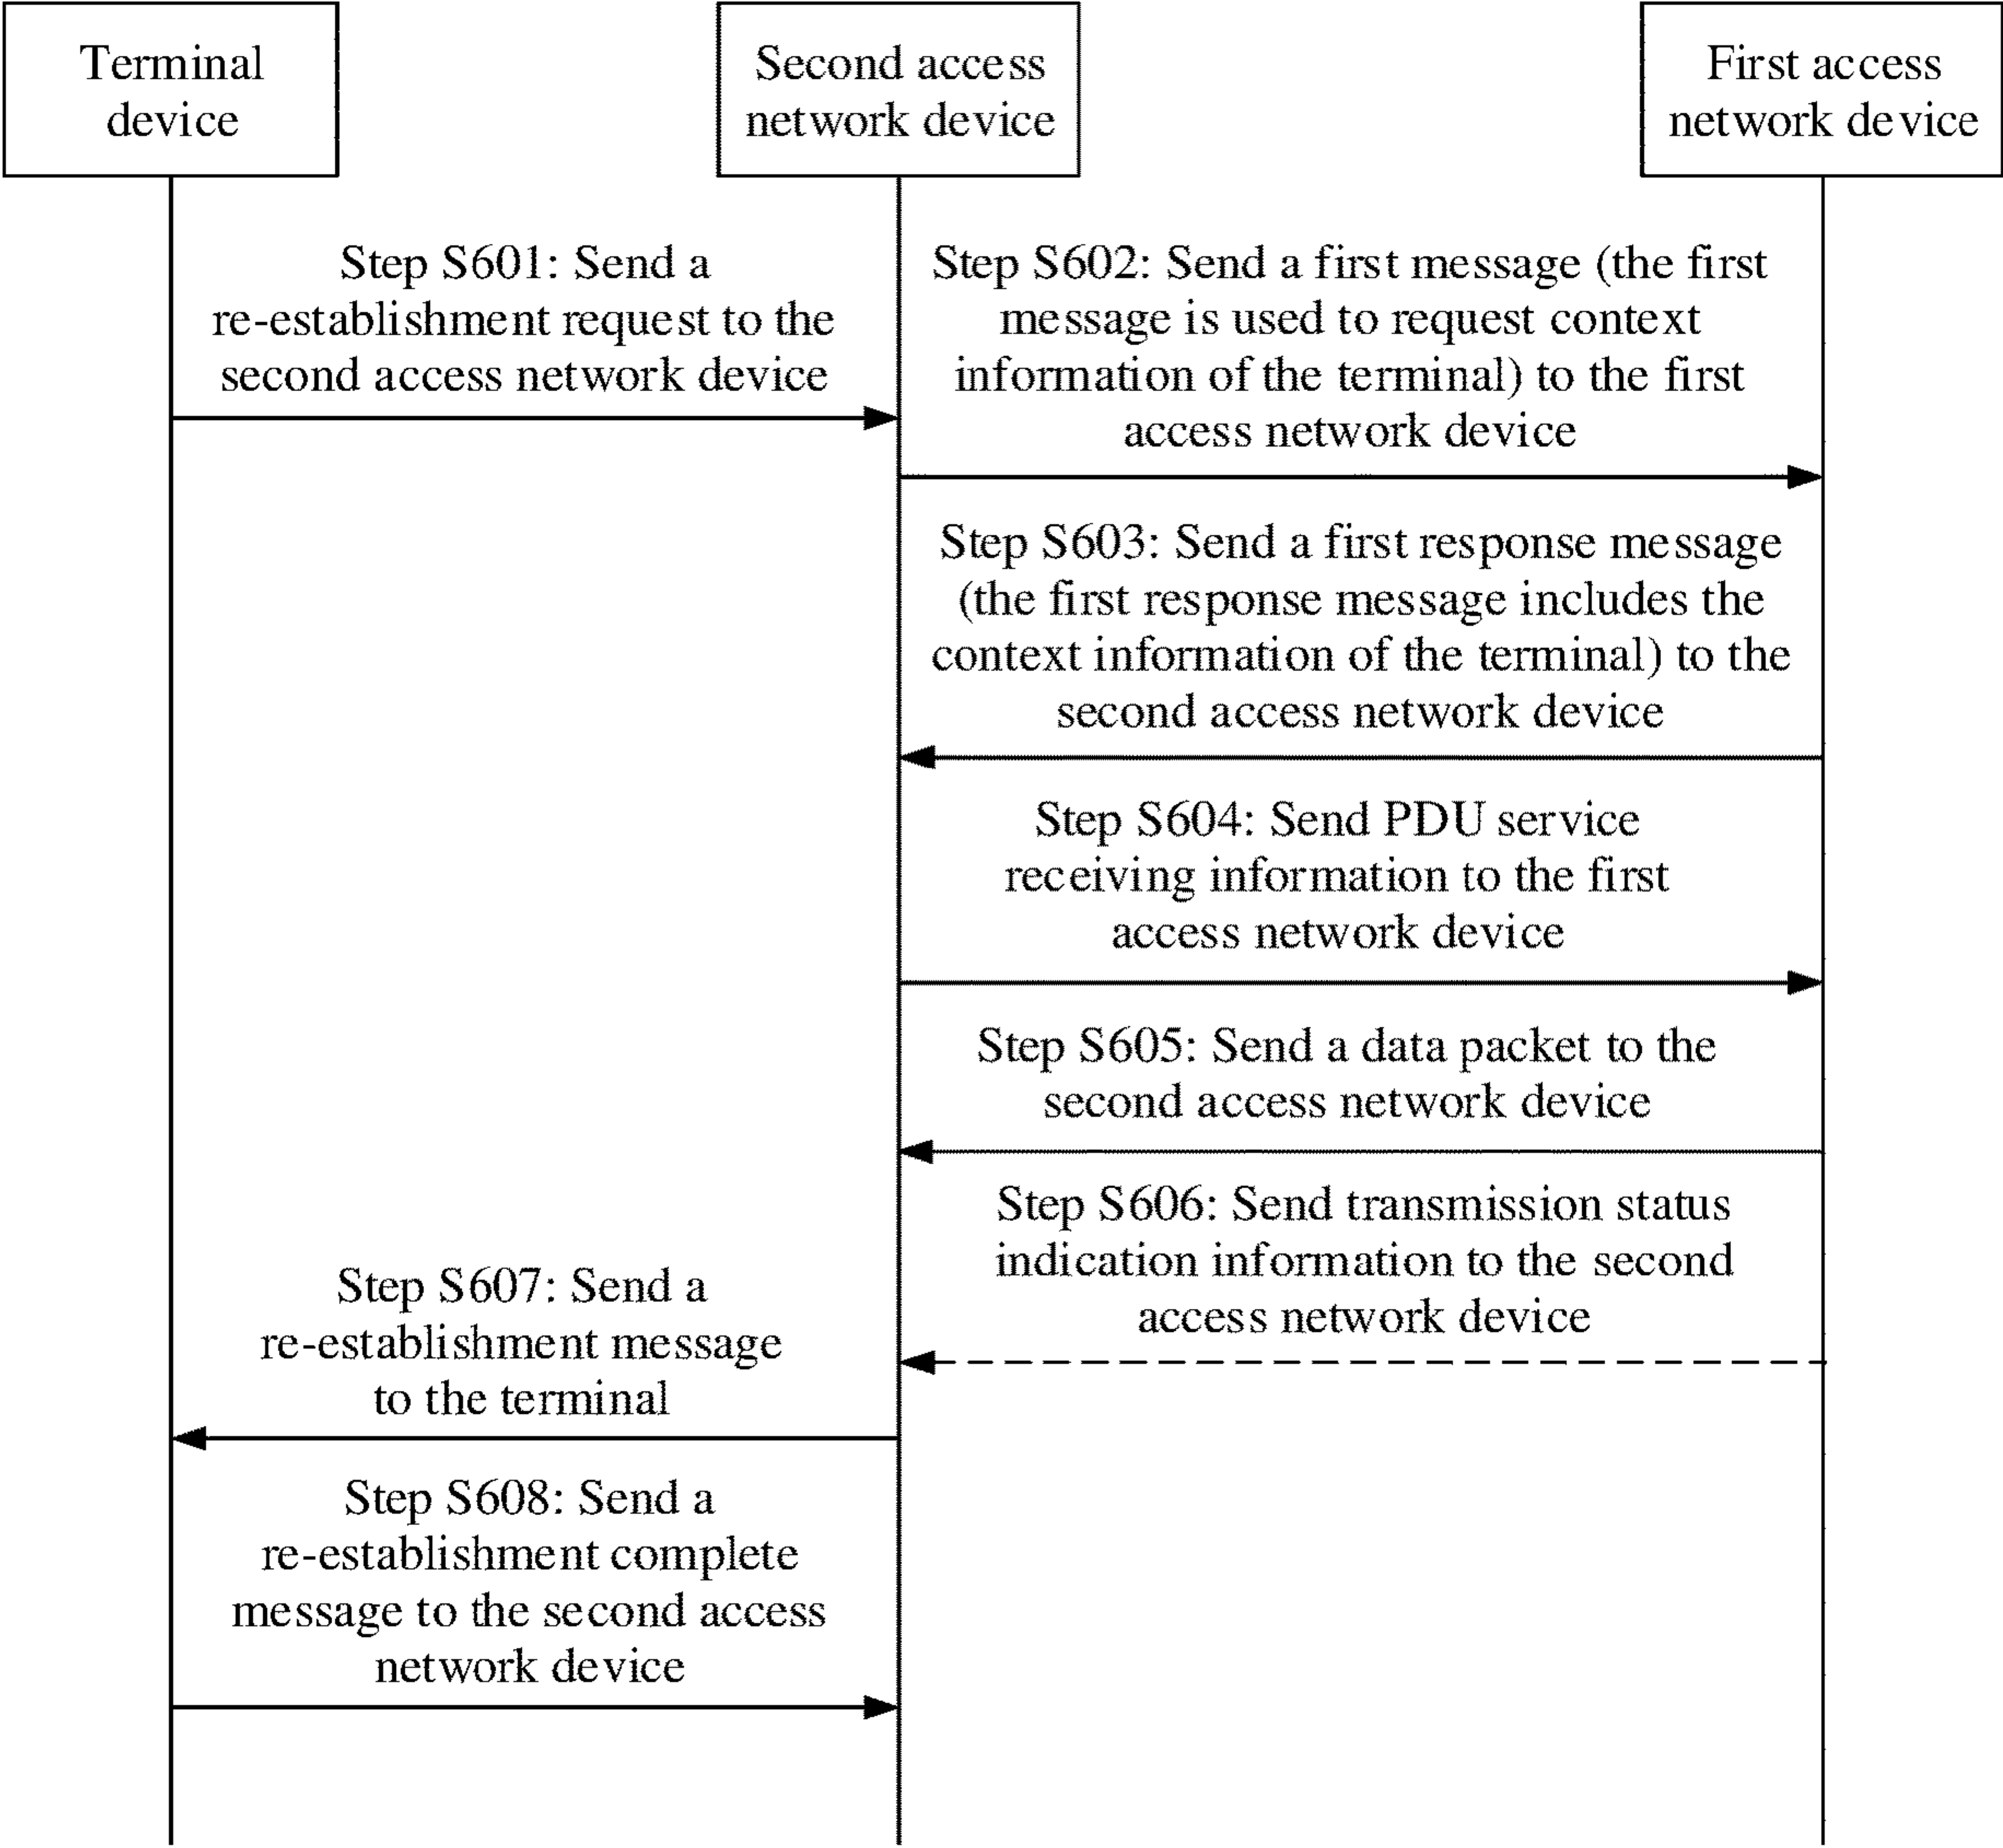 Terminal
device
Second access
network device
First access
network device
Step S601: Send a
re-establishment request to the
second access network device
Step S602: Send a first message (the first
message is used to request context
information of the terminal) to the first
access network device
Step S603: Send a first response message
(the first response message includes the
context information of the terminal) to the
second access network device
Step S604: Send PDU service
receiving information to the first
access network device
Step S605: Send a data packet to the
second access network device
Step S606: Send transmission status
indication information to the second
access network device
Step S607: Send a
re-establishment message
to the terminal
Step S608: Send a
re-establishment complete
message to the second access
network device